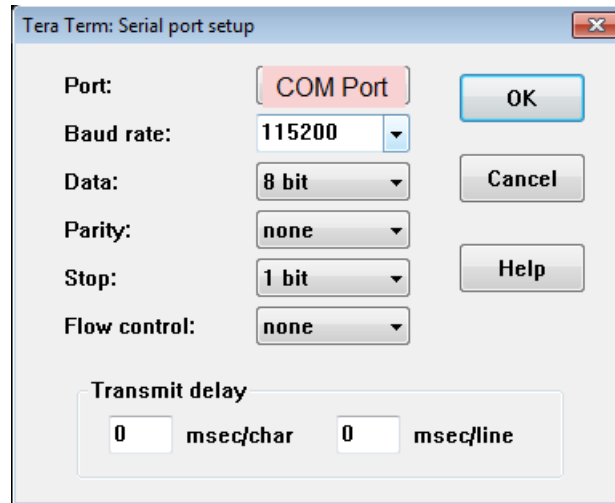 Tera Term: Serial port setup
Port: COM Port OK
Baud rate: 115200
Data: 8 bit Cancel
Parity: none
Stop: 1 bit Help
Flow control: none
Transmit delay
0 msec/char 0 msec/line